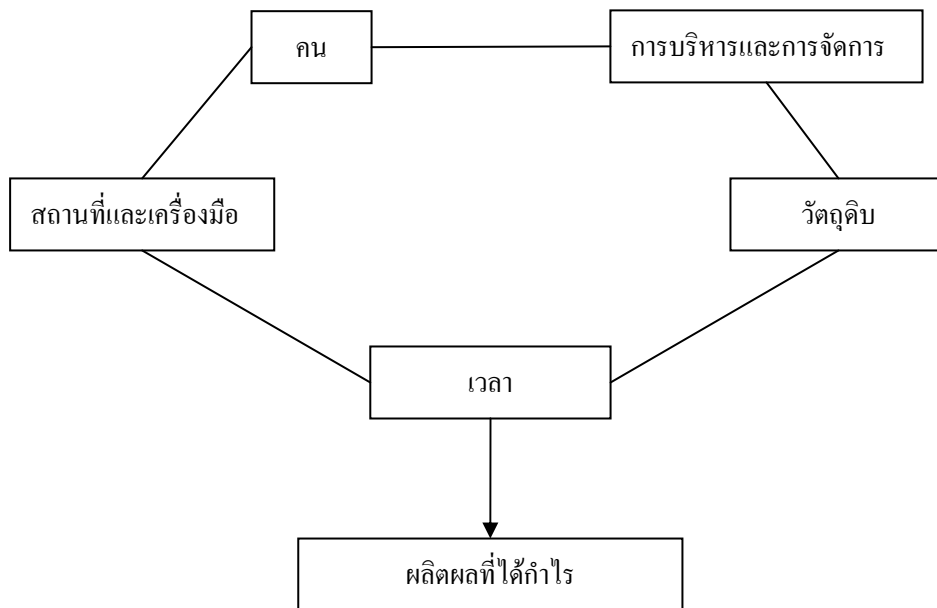 คน
การบริหารและการจัดการ
สถานที่และเครื่องมือ
วัตถุดิบ
เวลา
ผลิตผลที่ได้กำไร